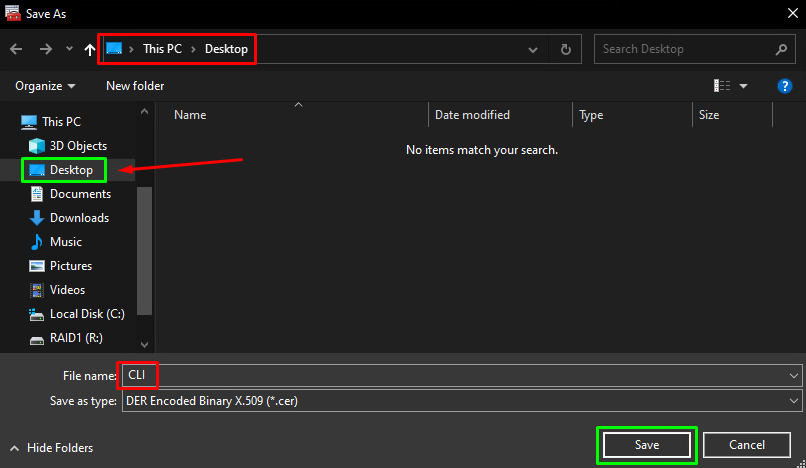 Save As
This PC > Desktop
Search Desktop
Organize
New folder
?
Name
Date modified
Type
Size
No items match your search.
This PC
3D Objects
Desktop
Documents
Downloads
Music
Pictures
Videos
Local Disk (C:)
RAID1 (R:)
File name: CLI
Save as type: DER Encoded Binary X.509 (*.cer)
Hide Folders
Save
Cancel